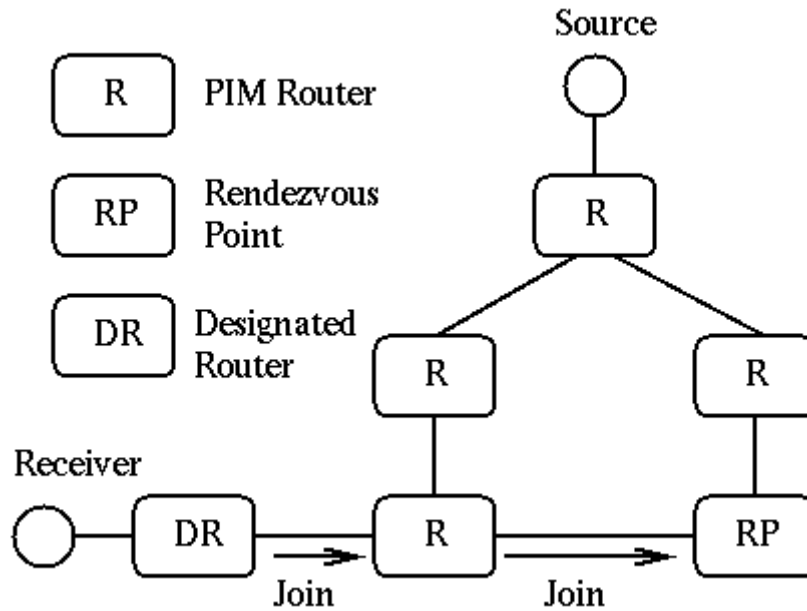 Source
R
PIM Router
RP
Rendezvous
Point
R
DR
Designated
Router
R
R
Receiver
DR
R
RP
Join
Join